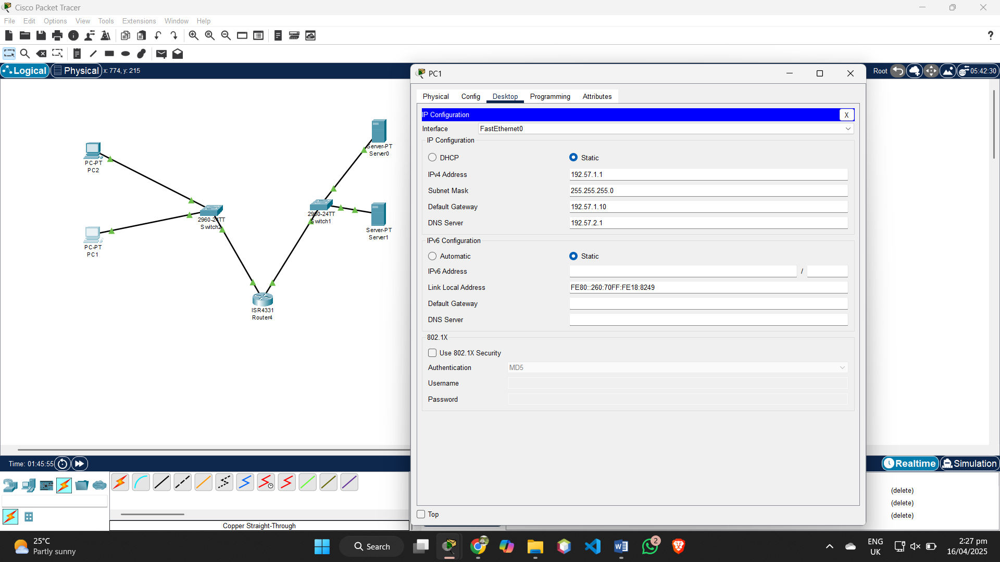 Cisco Packet Tracer
File Edit Options View Tools Extensions Window Help
Logical Physical x: 774, y: 215
Root 05:42:30
PC-PT
PC2
PC-PT
PC1
2960-24TT
Switch2
2960-24TT
Switch1
Server-PT
Server0
Server-PT
Server1
ISR4331
Router4
PC1
Physical Config Desktop Programming Attributes
IP Configuration X
Interface FastEthernet0
IP Configuration
DHCP Static
IPv4 Address 192.57.1.1
Subnet Mask 255.255.255.0
Default Gateway 192.57.1.10
DNS Server 192.57.2.1
IPv6 Configuration
Automatic Static
IPv6 Address /
Link Local Address FE80::260:70FF:FE18:8249
Default Gateway
DNS Server
802.1X
Use 802.1X Security
Authentication MD5
Username
Password
Top
Time: 01:45:55
Realtime Simulation
(delete)
(delete)
(delete)
Copper Straight-Through
25°C
Partly sunny
Search
2
ENG
UK
2:27 pm
16/04/2025